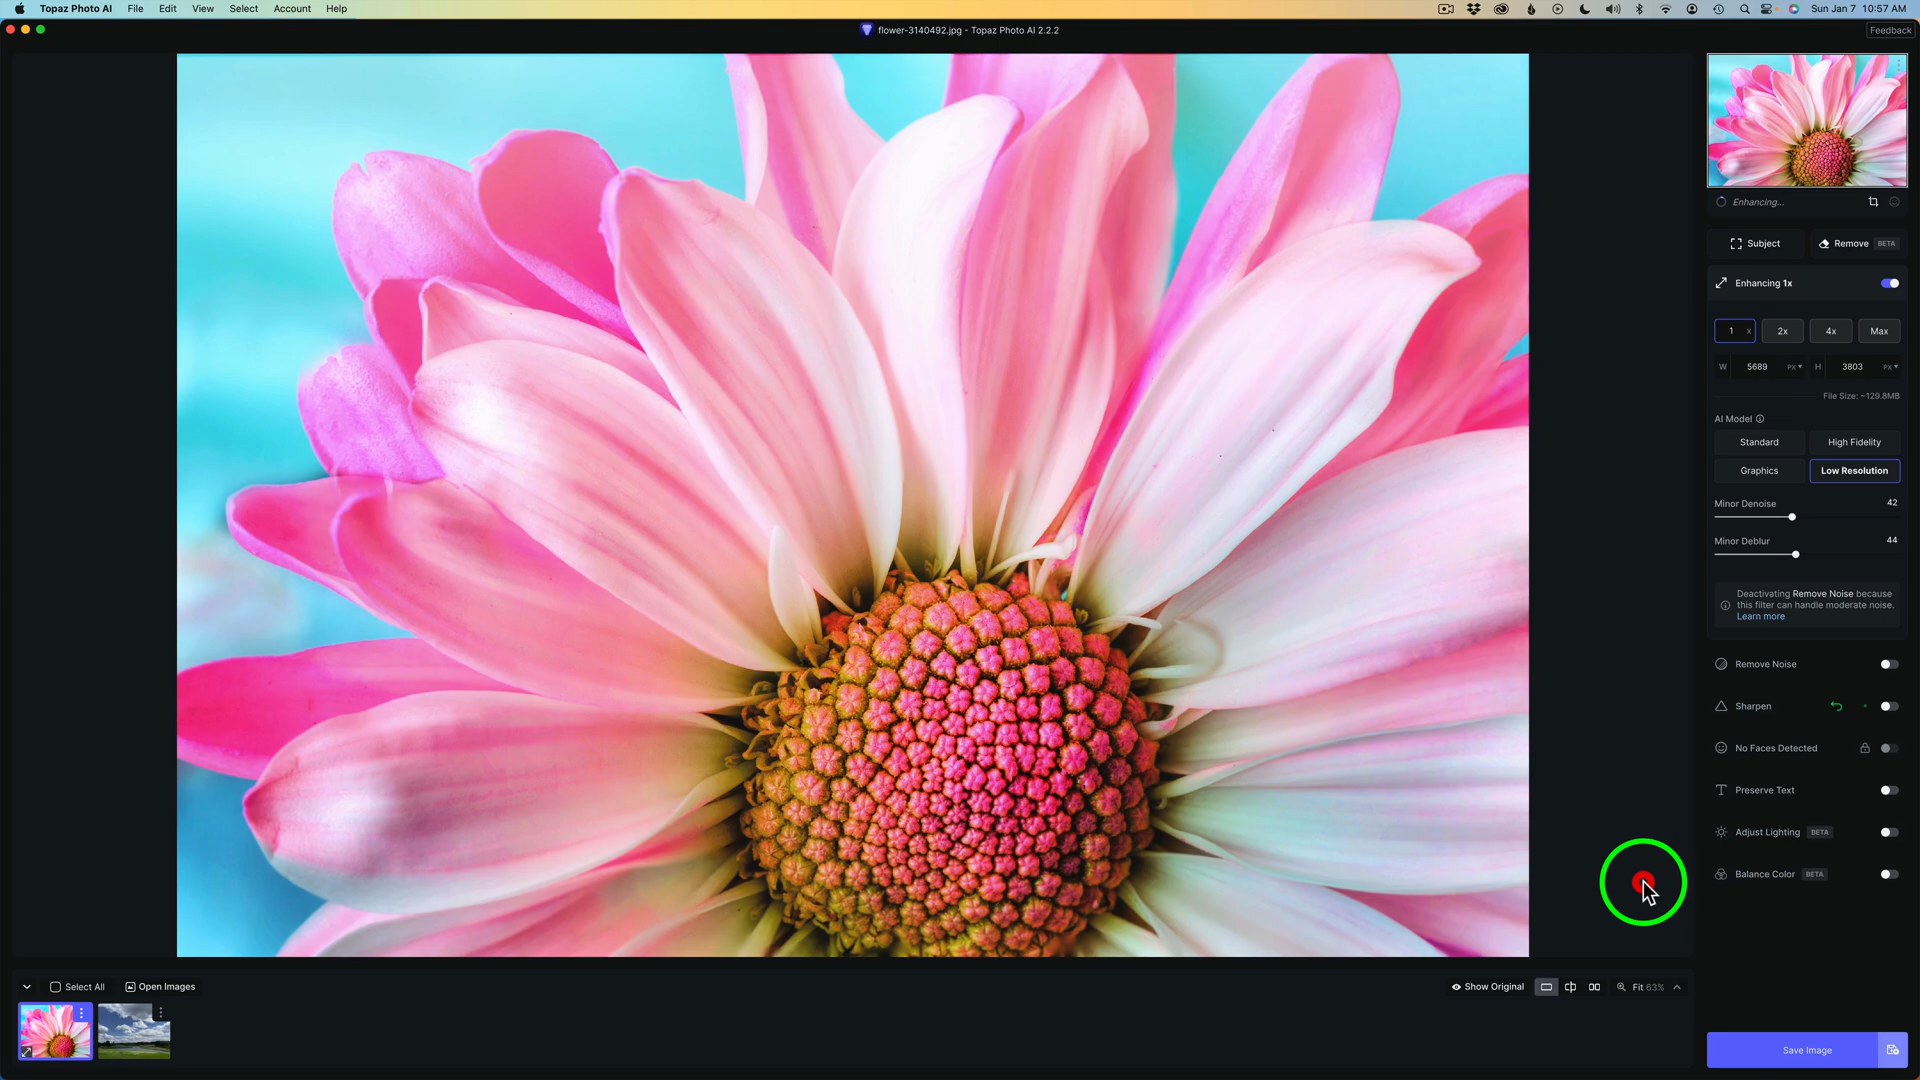 Topaz Photo AI File Edit View Select Account Help Sun Jan 7 10:57 AM
flower-3140492.jpg - Topaz Photo AI 2.2.2 Feedback
Enhancing...
Subject Remove BETA
Enhancing 1x
1 x 2x 4x Max
W 5689 PX H 3803 PX
File Size: ~129.8MB
AI Model
Standard High Fidelity
Graphics Low Resolution
Minor Denoise 42
Minor Deblur 44
Deactivating Remove Noise because
this filter can handle moderate noise.
Learn more
Remove Noise
Sharpen
No Faces Detected
Preserve Text
Adjust Lighting BETA
Balance Color BETA
Select All Open Images Show Original Fit 63%
Save Image